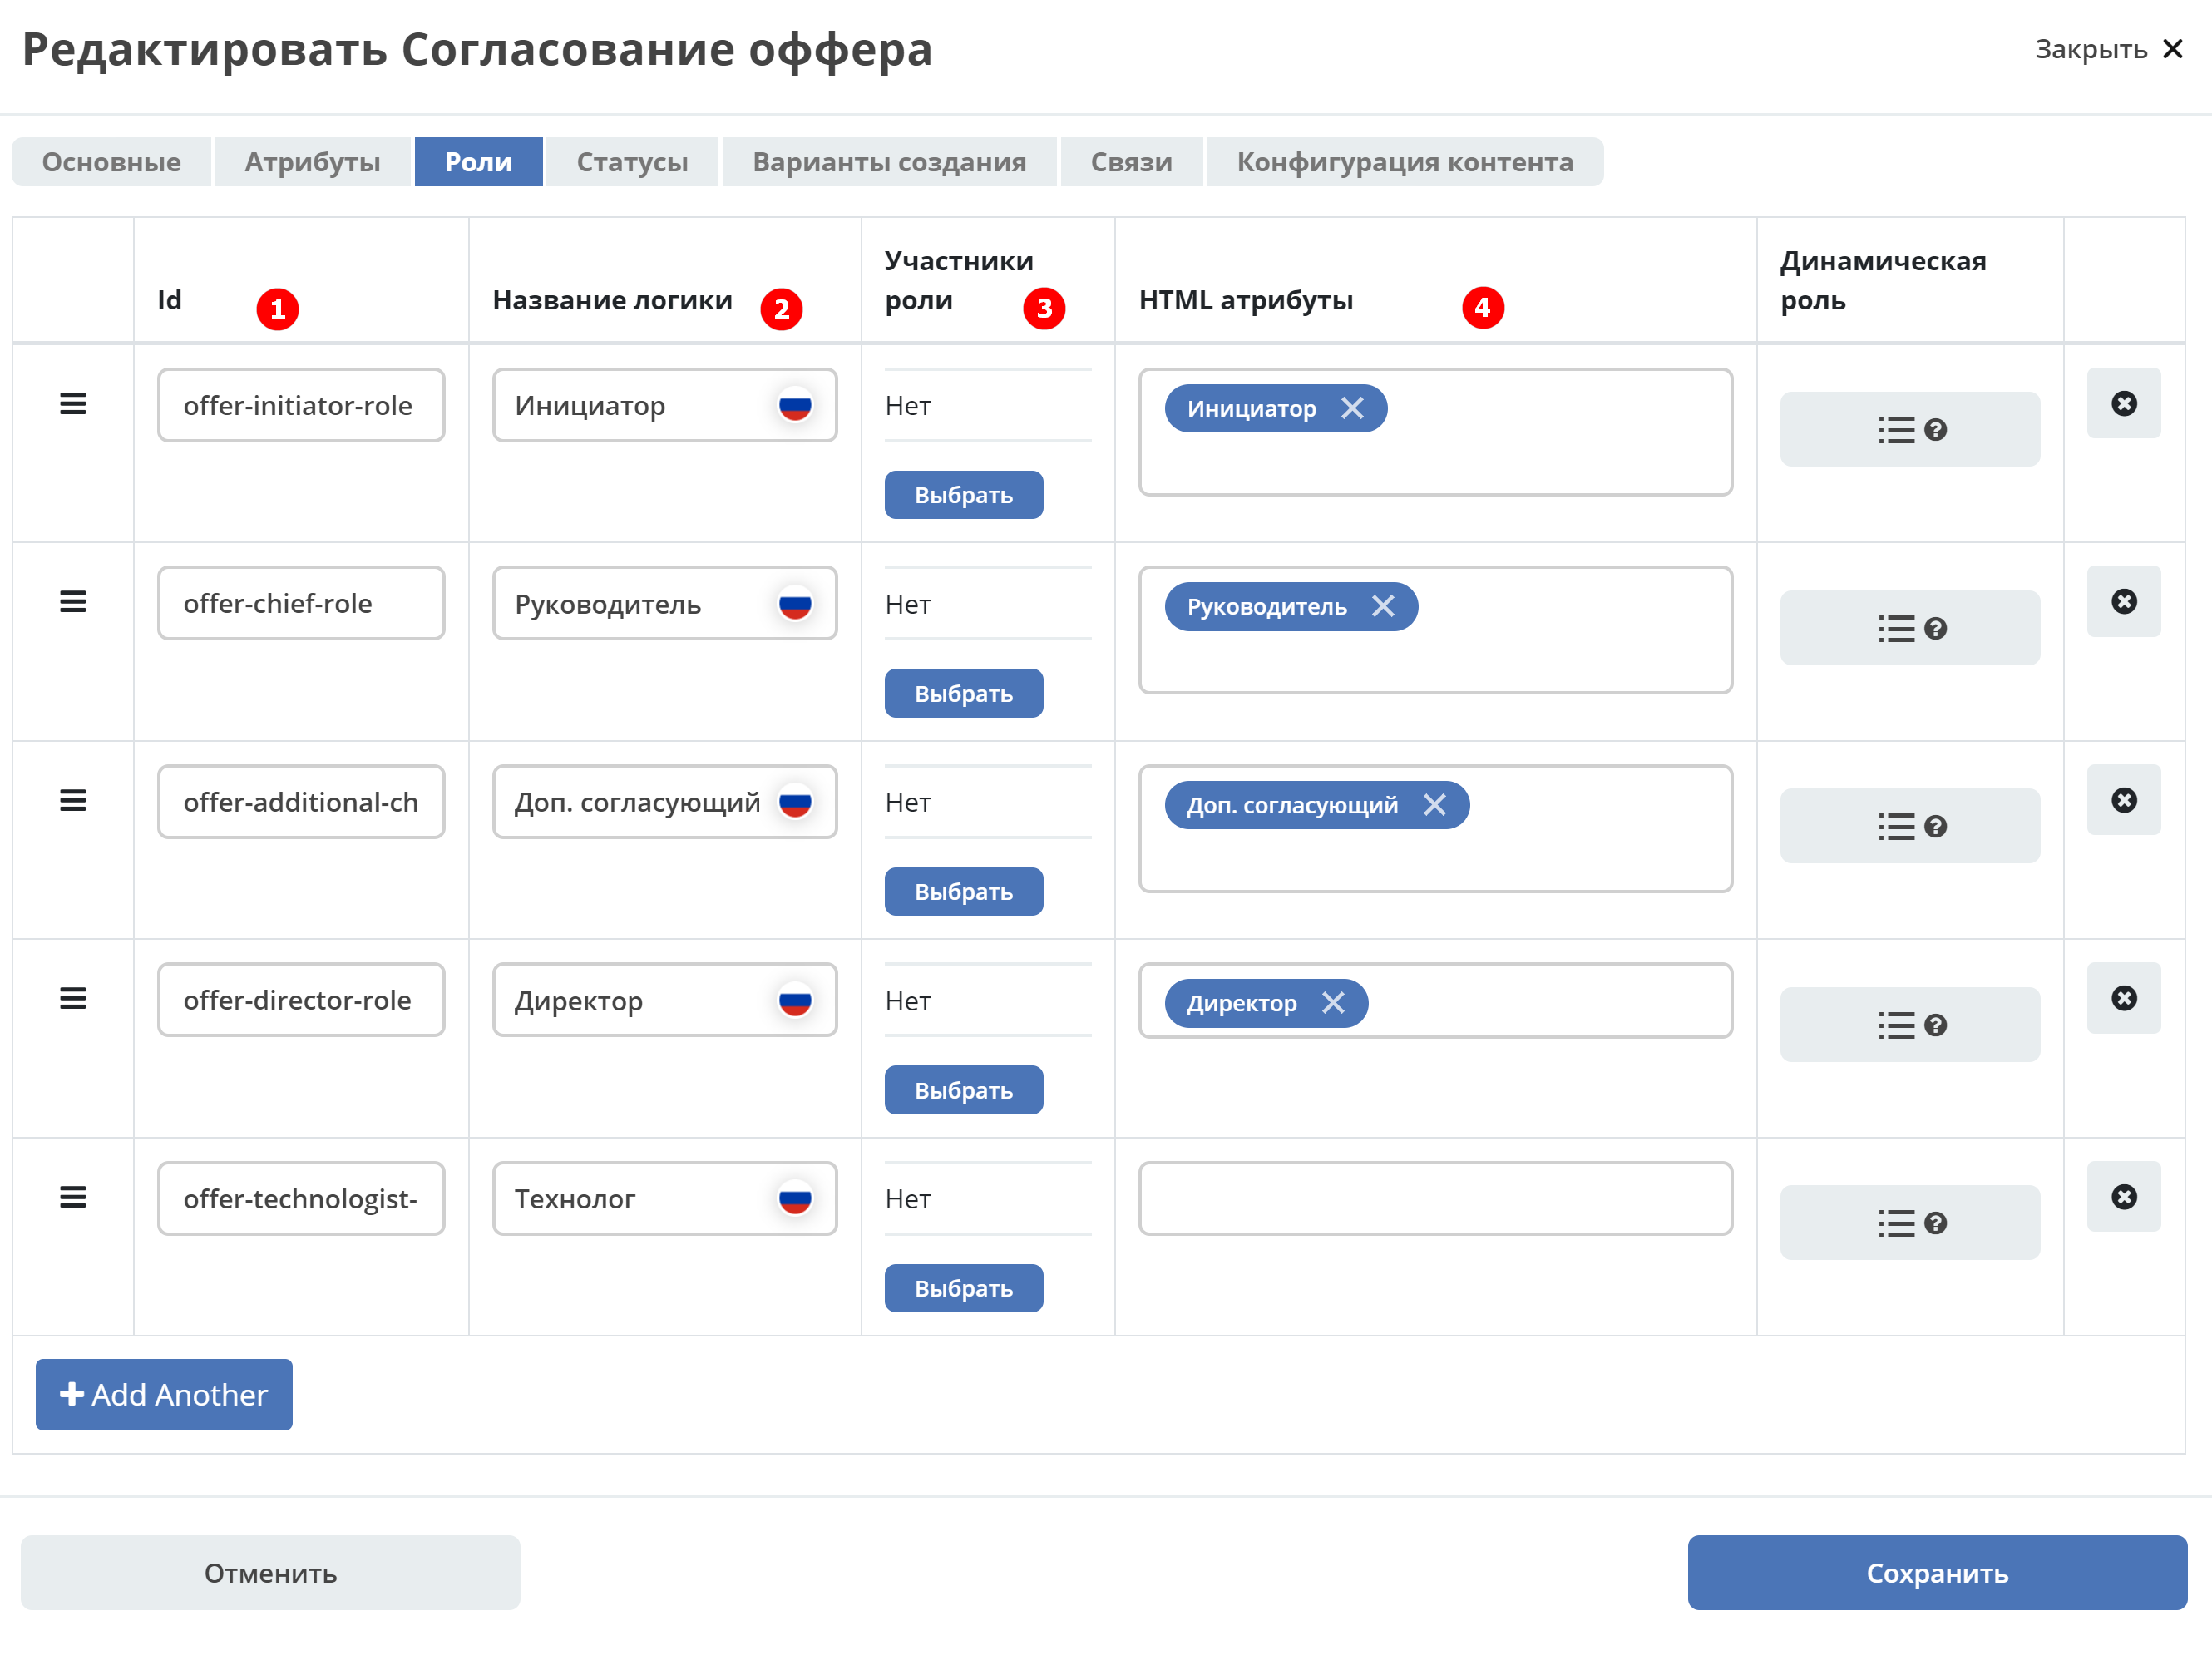 Редактировать Согласование оффера
Закрыть
Основные
Атрибуты
Роли
Статусы
Варианты создания
Связи
Конфигурация контента
Id
1
Название логики
2
Участники
роли
3
HTML атрибуты
4
Динамическая
роль
offer-initiator-role
Инициатор
Нет
Выбрать
Инициатор
offer-chief-role
Руководитель
Нет
Выбрать
Руководитель
offer-additional-ch
Доп. согласующий
Нет
Выбрать
Доп. согласующий
offer-director-role
Директор
Нет
Выбрать
Директор
offer-technologist-
Технолог
Нет
Выбрать
Add Another
Отменить
Сохранить